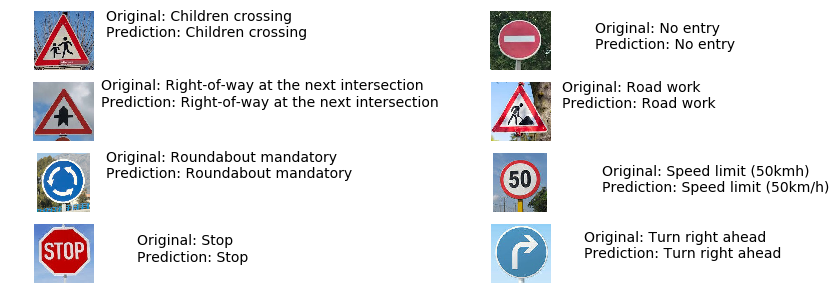 Original: Children crossing
Prediction: Children crossing
Original: No entry
Prediction: No entry
Original: Right-of-way at the next intersection
Prediction: Right-of-way at the next intersection
Original: Road work
Prediction: Road work
Original: Roundabout mandatory
Prediction: Roundabout mandatory
50
Original: Speed limit (50kmh)
Prediction: Speed limit (50km/h)
STOP
Original: Stop
Prediction: Stop
Original: Turn right ahead
Prediction: Turn right ahead